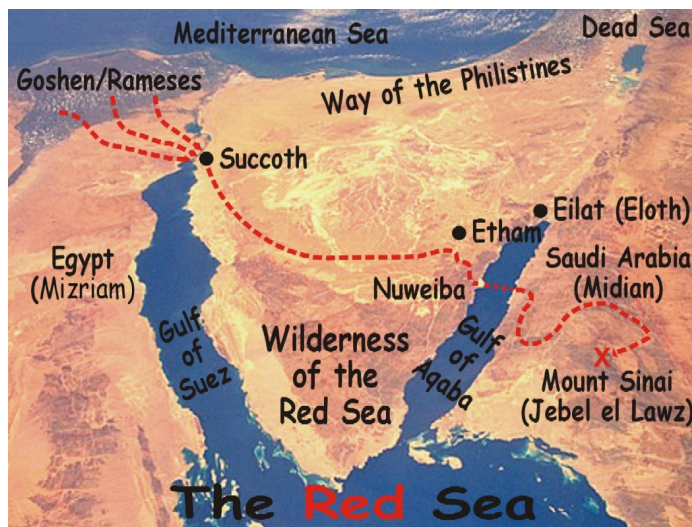 Mediterranean Sea
Dead Sea
Goshen/Rameses
Way of the Philistines
Succoth
Eilat (Eloth)
Etham
Egypt
(Mizriam)
Saudi Arabia
(Midian)
Nuweiba
Gulf
of
Suez
Wilderness
of the
Red Sea
Gulf
of
Aqaba
X
Mount Sinai
(Jebel el Lawz)
The Red Sea